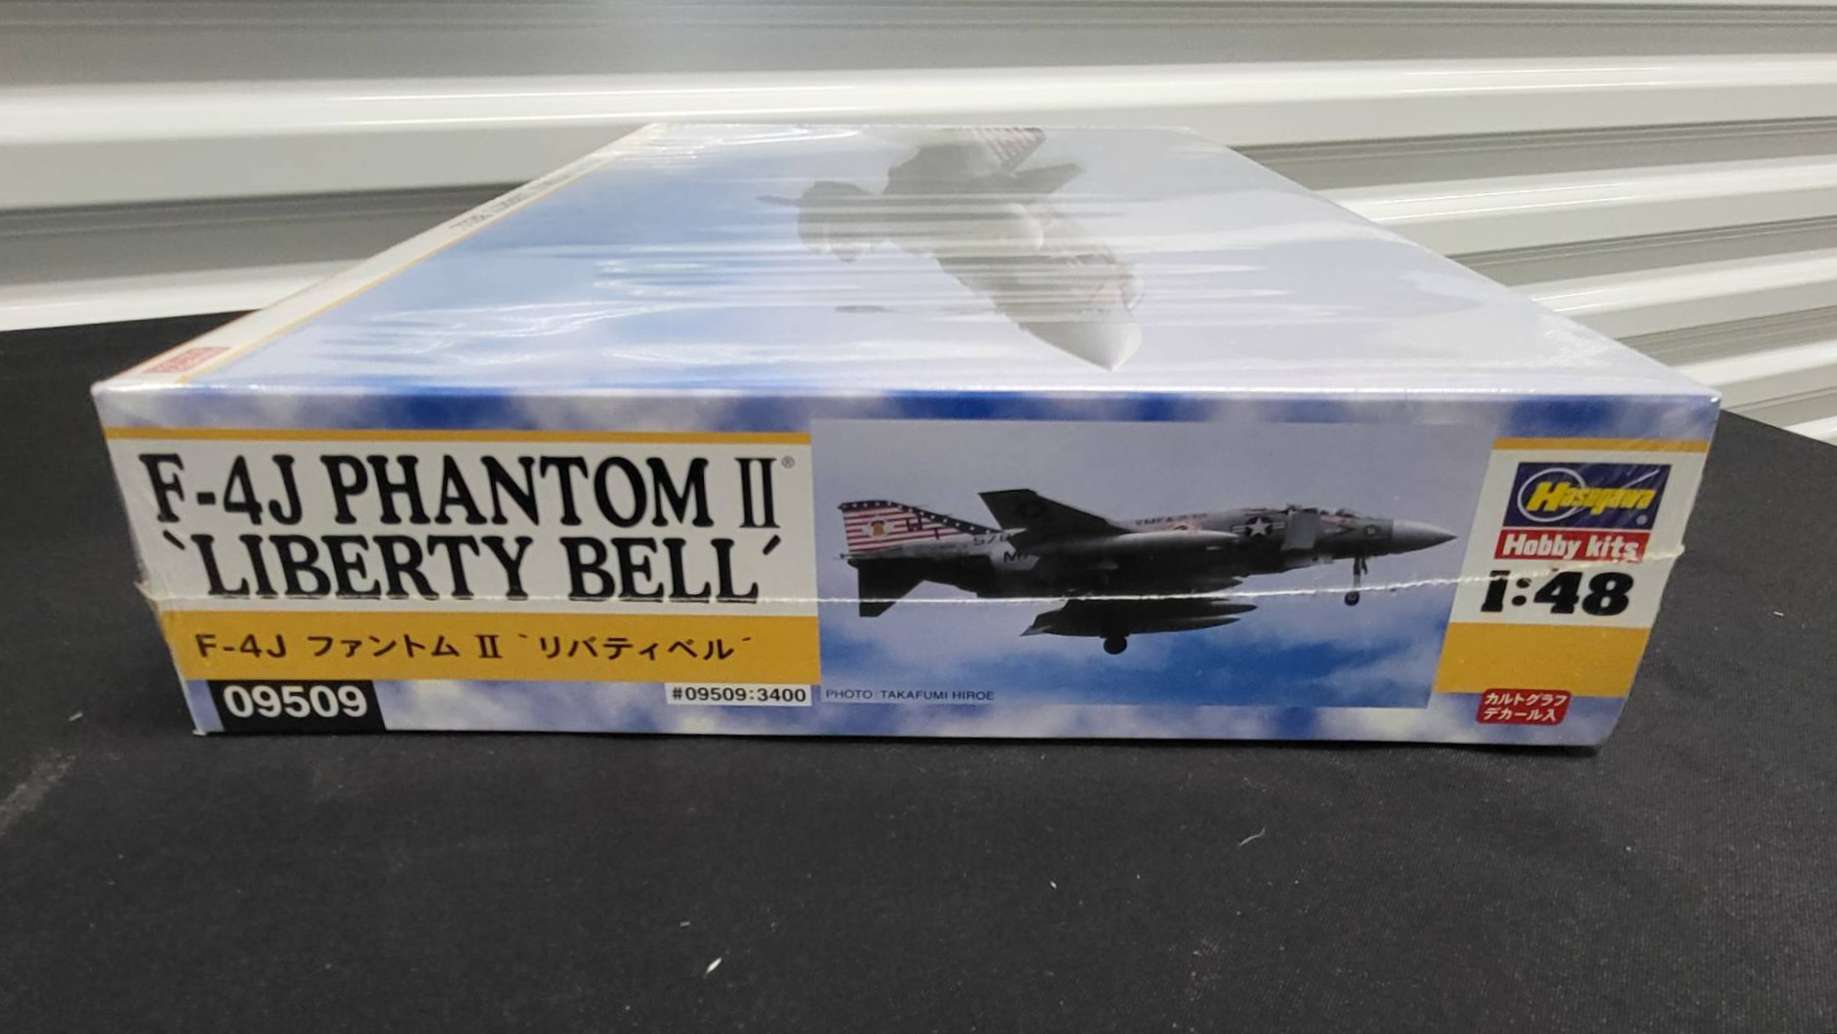 F-4J PHANTOM II®
`LIBERTY BELL´
F-4J ファントム II `リバティベル´
09509
#09509:3400
PHOTO:TAKAFUMI HIROE
Hasegawa®
Hobby kits
1:48
カルトグラフ
デカール入